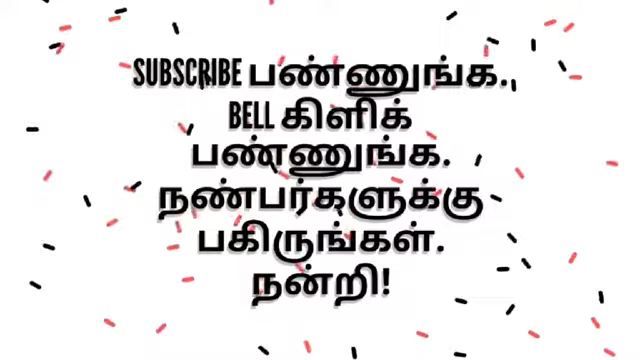 SUBSCRIBE பண்ணுங்க.
BELL கிளிக்
பண்ணுங்க.
நண்பர்களுக்கு
பகிருங்கள்.
நன்றி!